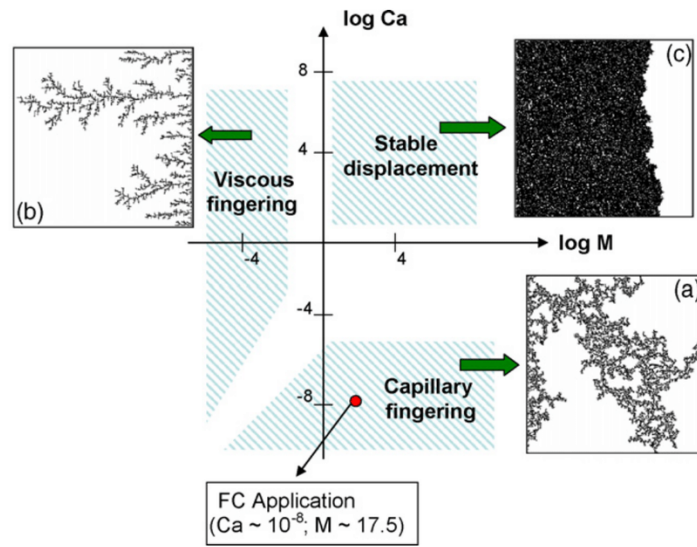 log Ca
8
(c)
Stable
displacement
4
Viscous
fingering
(b)
-4
4
log M
(a)
-4
Capillary
fingering
-8
FC Application
(Ca ~ 10⁻⁸; M ~ 17.5)